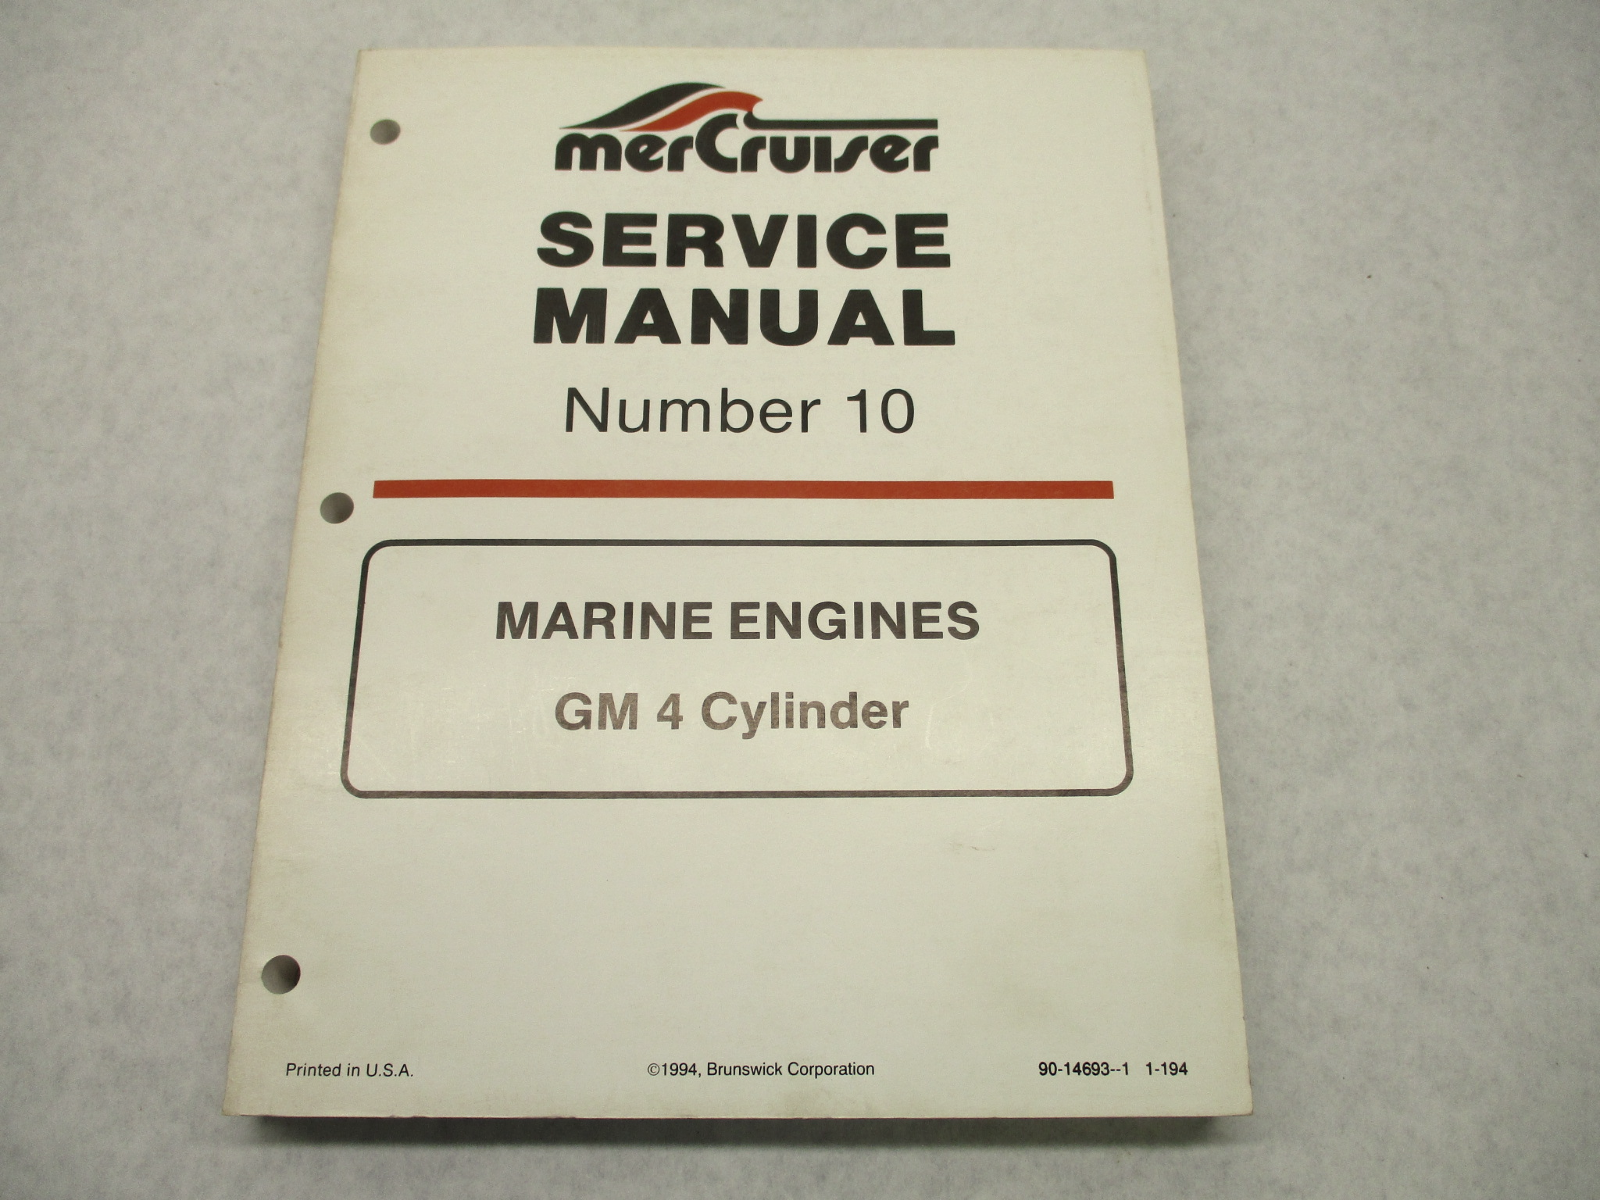 merCruiser
SERVICE
MANUAL
Number 10
MARINE ENGINES
GM 4 Cylinder
Printed in U.S.A.
©1994, Brunswick Corporation
90-14693--1 1-194